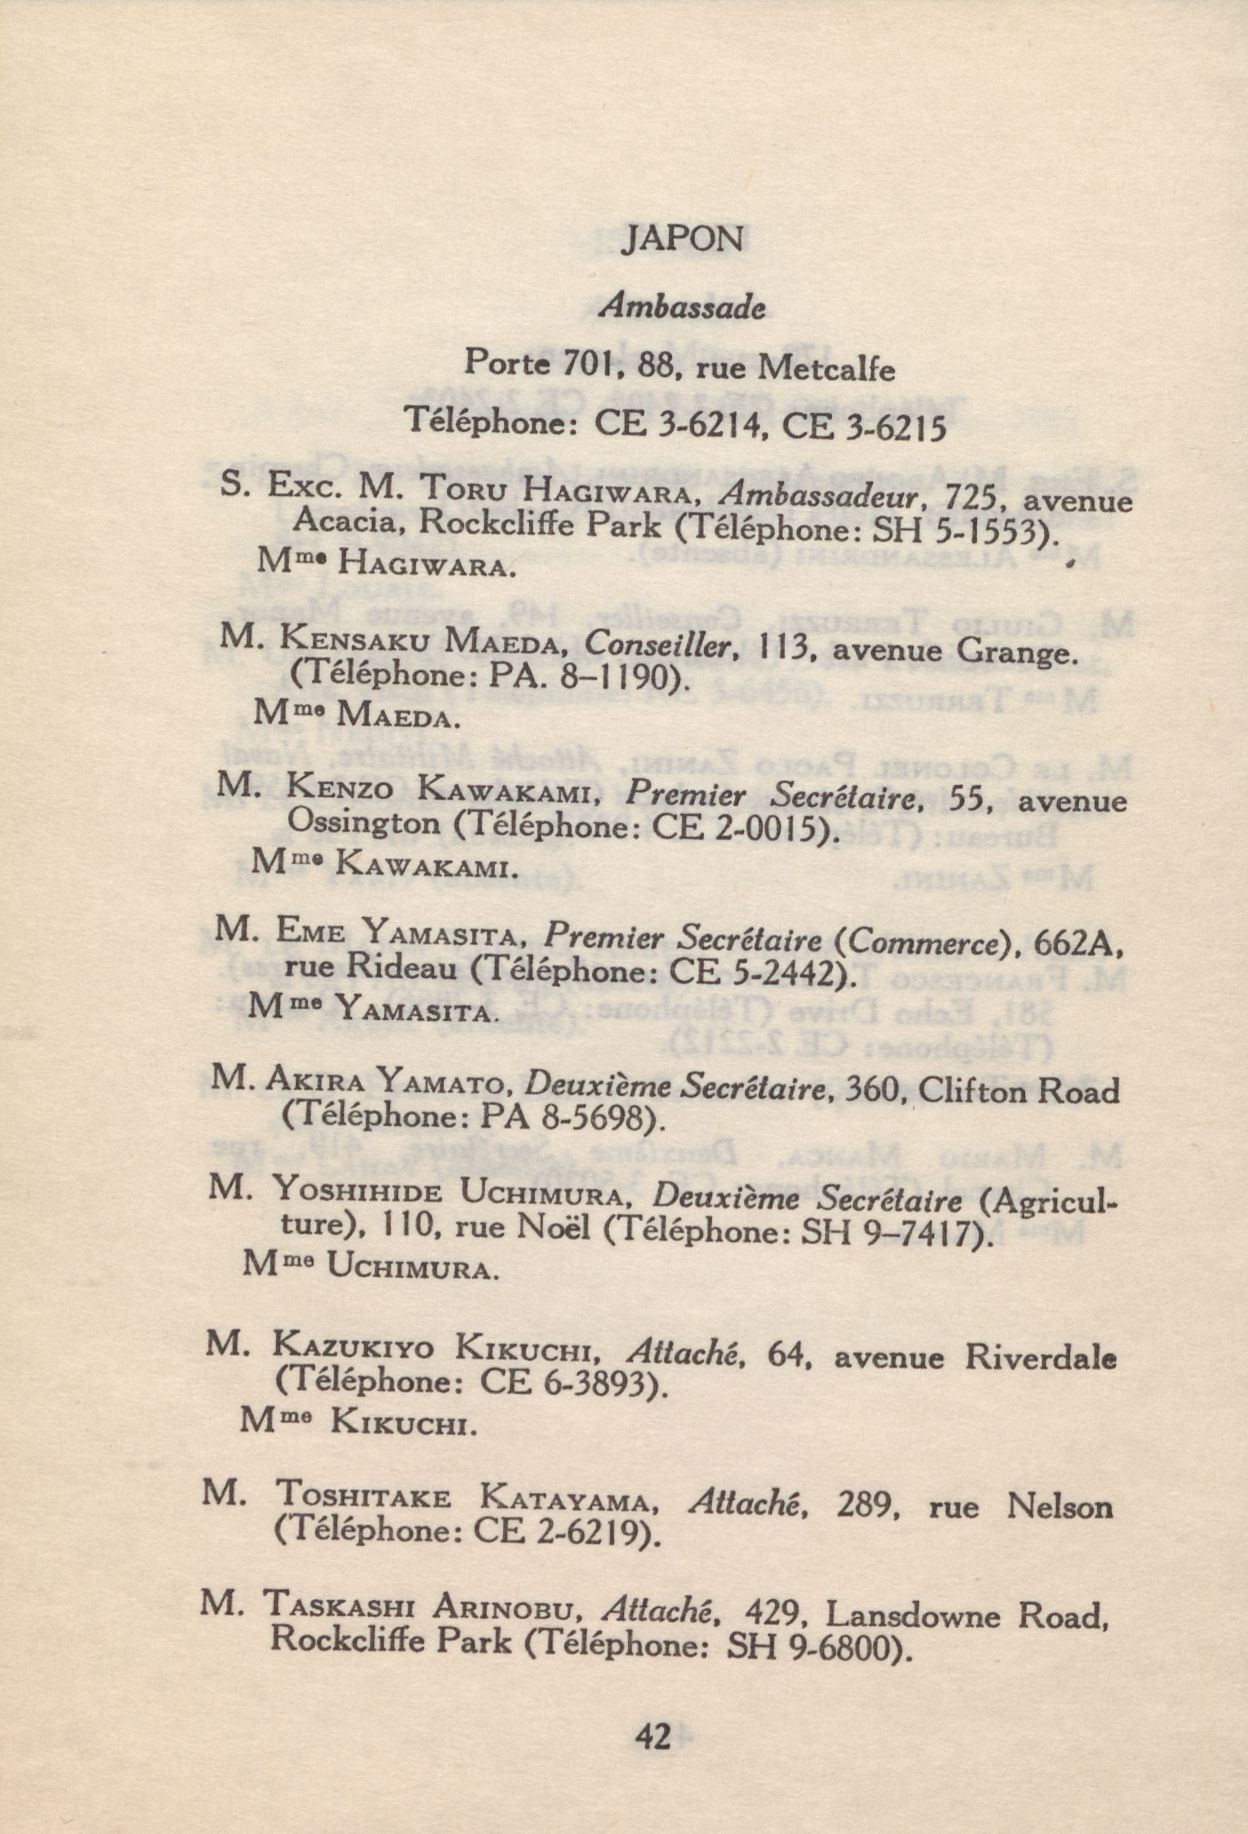 JAPON
Ambassade
Porte 701, 88, rue Metcalfe
Téléphone: CE 3-6214, CE 3-6215
S. Exc. M. Toru Hagiwara, Ambassadeur, 725, avenue
Acacia, Rockcliffe Park (Téléphone: SH 5-1553).
Mme Hagiwara.
M. Kensaku Maeda, Conseiller, 113, avenue Grange.
(Téléphone: PA. 8–1190).
Mme Maeda.
M. Kenzo Kawakami, Premier Secrétaire, 55, avenue
Ossington (Téléphone: CE 2-0015).
Mme Kawakami.
M. Eme Yamasita, Premier Secrétaire (Commerce), 662A,
rue Rideau (Téléphone: CE 5-2442).
Mme Yamasita.
M. Akira Yamato, Deuxième Secrétaire, 360, Clifton Road
(Téléphone: PA 8-5698).
M. Yoshihide Uchimura, Deuxième Secrétaire (Agricul-
ture), 110, rue Noël (Téléphone: SH 9–7417).
Mme Uchimura.
M. Kazukiyo Kikuchi, Attaché, 64, avenue Riverdale
(Téléphone: CE 6-3893).
Mme Kikuchi.
M. Toshitake Katayama, Attaché, 289, rue Nelson
(Téléphone: CE 2-6219).
M. Taskashi Arinobu, Attaché, 429, Lansdowne Road,
Rockcliffe Park (Téléphone: SH 9-6800).
42